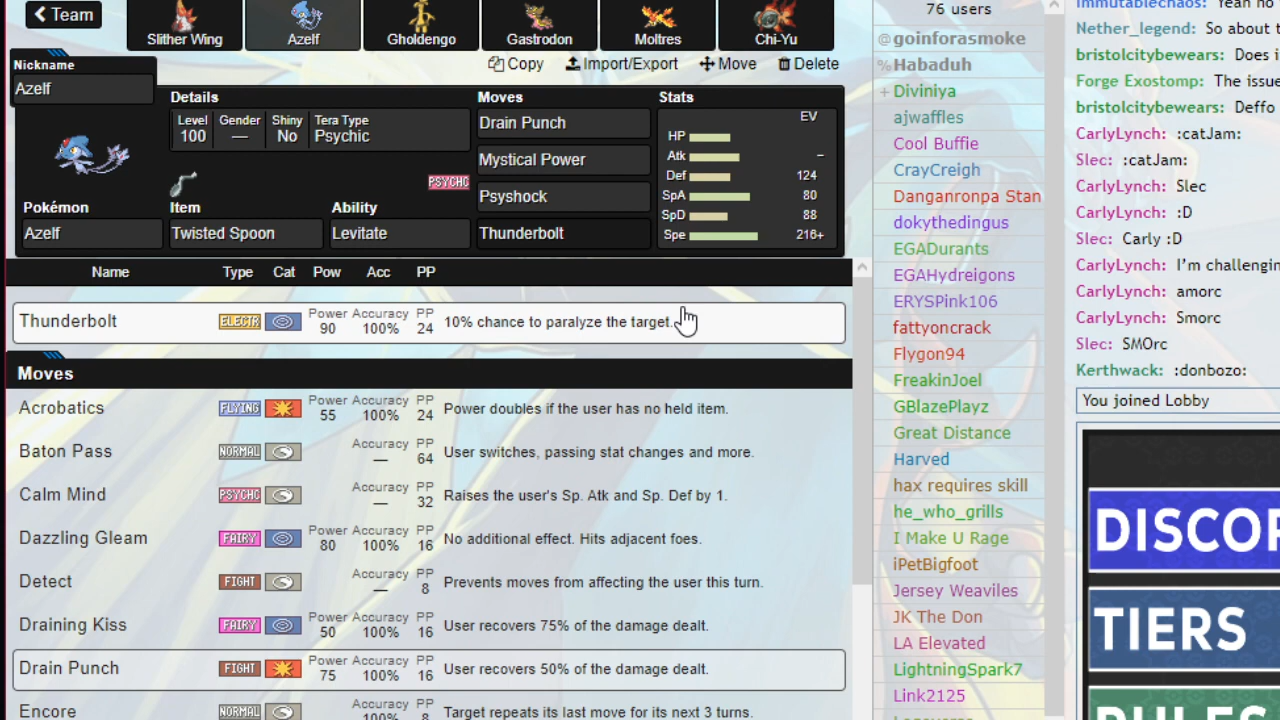 Team
Slither Wing
Azelf
Gholdengo
Gastrodon
Moltres
Chi-Yu
Copy
Import/Export
Move
Delete
Nickname
Azelf
Details
Level
100
Gender
—
Shiny
No
Tera Type
Psychic
PSYCHC
Pokémon
Azelf
Item
Twisted Spoon
Ability
Levitate
Moves
Drain Punch
Mystical Power
Psyshock
Thunderbolt
Stats
EV
HP
Atk –
Def 124
SpA 80
SpD 88
Spe 216+
Name Type Cat Pow Acc PP
Thunderbolt ELECTR Power 90 Accuracy 100% PP 24 10% chance to paralyze the target.
Moves
Acrobatics FLYING Power 55 Accuracy 100% PP 24 Power doubles if the user has no held item.
Baton Pass NORMAL Accuracy — PP 64 User switches, passing stat changes and more.
Calm Mind PSYCHC Accuracy — PP 32 Raises the user's Sp. Atk and Sp. Def by 1.
Dazzling Gleam FAIRY Power 80 Accuracy 100% PP 16 No additional effect. Hits adjacent foes.
Detect FIGHT Accuracy — PP 8 Prevents moves from affecting the user this turn.
Draining Kiss FAIRY Power 50 Accuracy 100% PP 16 User recovers 75% of the damage dealt.
Drain Punch FIGHT Power 75 Accuracy 100% PP 16 User recovers 50% of the damage dealt.
Encore NORMAL Accuracy 100% PP 8 Target repeats its last move for its next 3 turns.
76 users
@goinforasmoke
%Habaduh
+Diviniya
ajwaffles
Cool Buffie
CrayCreigh
Danganronpa Stan
dokythedingus
EGADurants
EGAHydreigons
ERYSPink106
fattyoncrack
Flygon94
FreakinJoel
GBlazePlayz
Great Distance
Harved
hax requires skill
he_who_grills
I Make U Rage
iPetBigfoot
Jersey Weaviles
JK The Don
LA Elevated
LightningSpark7
Link2125
Immutablechaos: Yeah no
Nether_legend: So about t
bristolcitybewears: Does i
Forge Exostomp: The issue
bristolcitybewears: Deffo
CarlyLynch: :catJam:
Slec: :catJam:
CarlyLynch: Slec
CarlyLynch: :D
Slec: Carly :D
CarlyLynch: I'm challengin
CarlyLynch: amorc
CarlyLynch: Smorc
Slec: SMOrc
Kerthwack: :donbozo:
You joined Lobby
DISCOR
TIERS
RULES